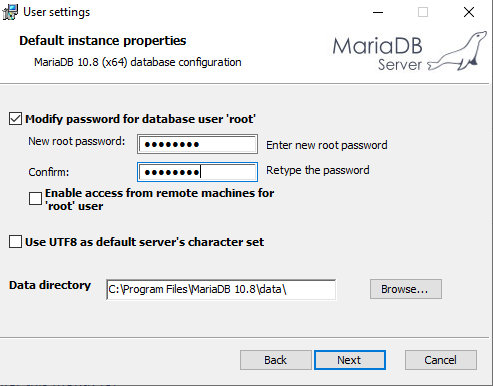 User settings
Default instance properties
MariaDB 10.8 (x64) database configuration
MariaDB
Server
Modify password for database user 'root'
New root password: ●●●●●●●● Enter new root password
Confirm: ●●●●●●●● Retype the password
Enable access from remote machines for
'root' user
Use UTF8 as default server's character set
Data directory C:\Program Files\MariaDB 10.8\data\ Browse...
Back Next Cancel